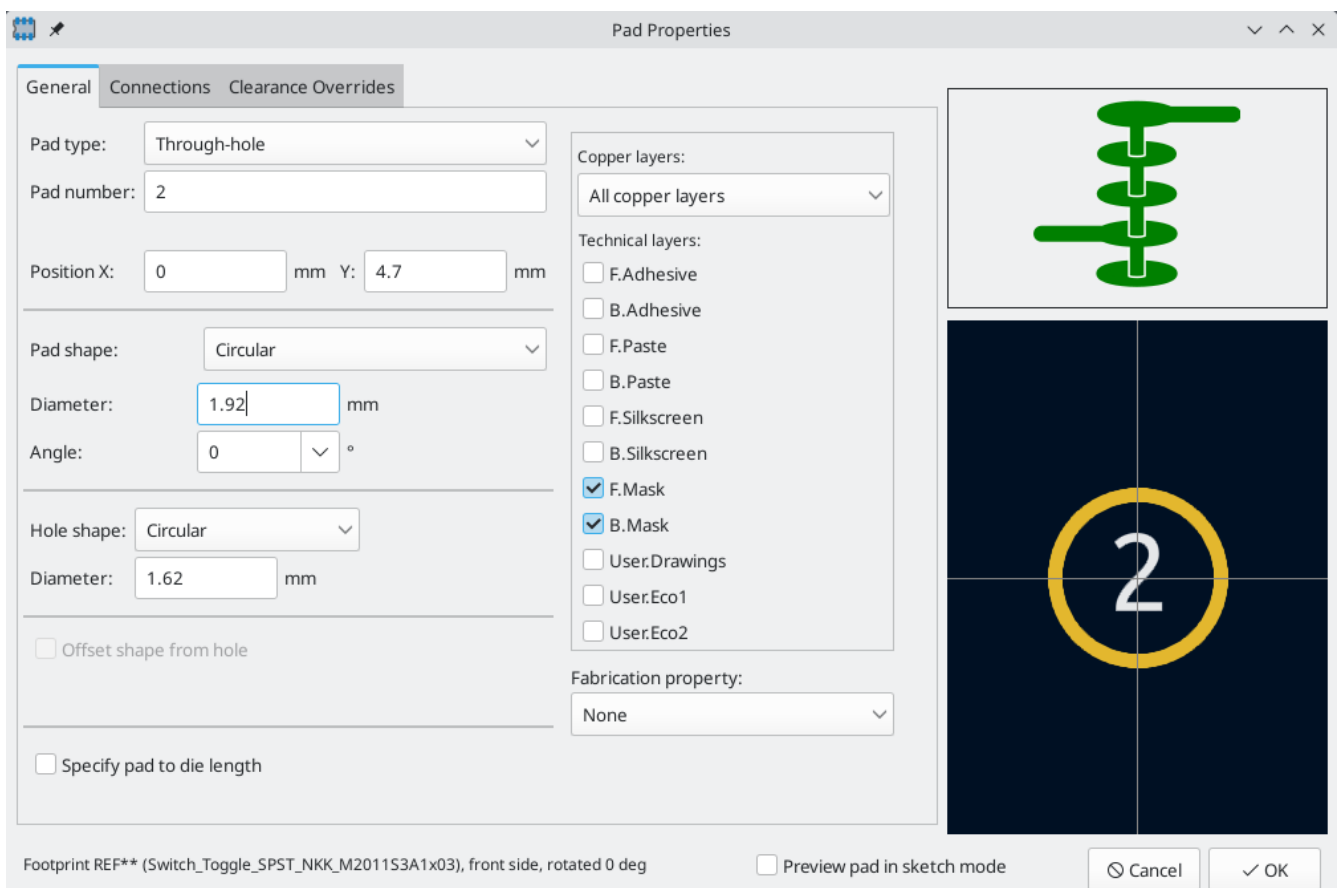 Pad Properties
General Connections Clearance Overrides
Pad type: Through-hole
Pad number: 2
Position X: 0 mm Y: 4.7 mm
Pad shape: Circular
Diameter: 1.92 mm
Angle: 0 °
Hole shape: Circular
Diameter: 1.62 mm
Offset shape from hole
Specify pad to die length
Copper layers:
All copper layers
Technical layers:
F.Adhesive
B.Adhesive
F.Paste
B.Paste
F.Silkscreen
B.Silkscreen
F.Mask
B.Mask
User.Drawings
User.Eco1
User.Eco2
Fabrication property:
None
2
Footprint REF** (Switch_Toggle_SPST_NKK_M2011S3A1x03), front side, rotated 0 deg
Preview pad in sketch mode
Cancel
OK